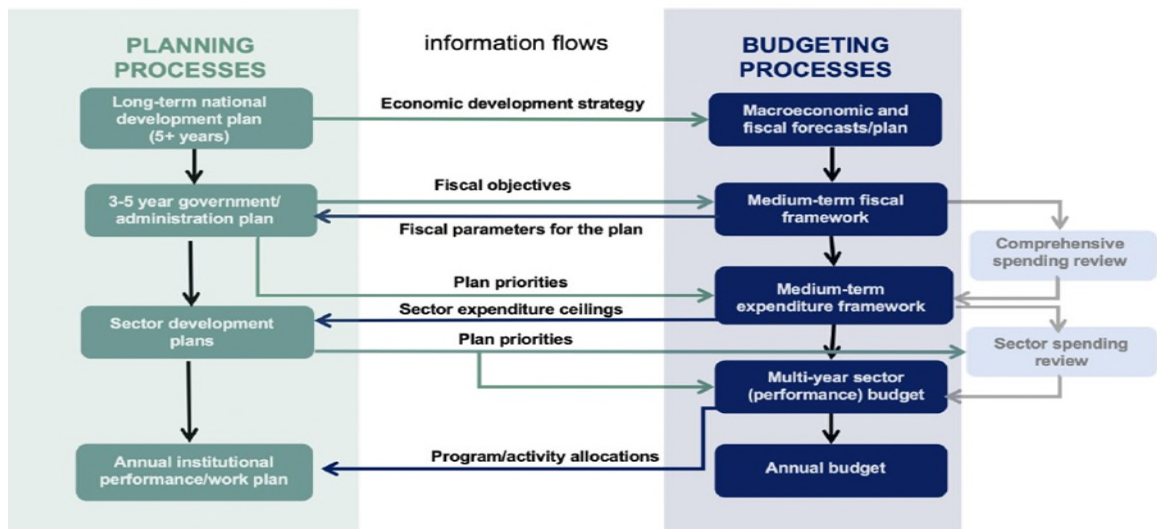 PLANNING
PROCESSES
information flows
BUDGETING
PROCESSES
Long-term national
development plan
(5+ years)
Economic development strategy
Macroeconomic and
fiscal forecasts/plan
3-5 year government/
administration plan
Fiscal objectives
Fiscal parameters for the plan
Medium-term fiscal
framework
Comprehensive
spending review
Plan priorities
Medium-term
expenditure framework
Sector expenditure ceilings
Sector development
plans
Plan priorities
Sector spending
review
Multi-year sector
(performance) budget
Annual institutional
performance/work plan
Program/activity allocations
Annual budget